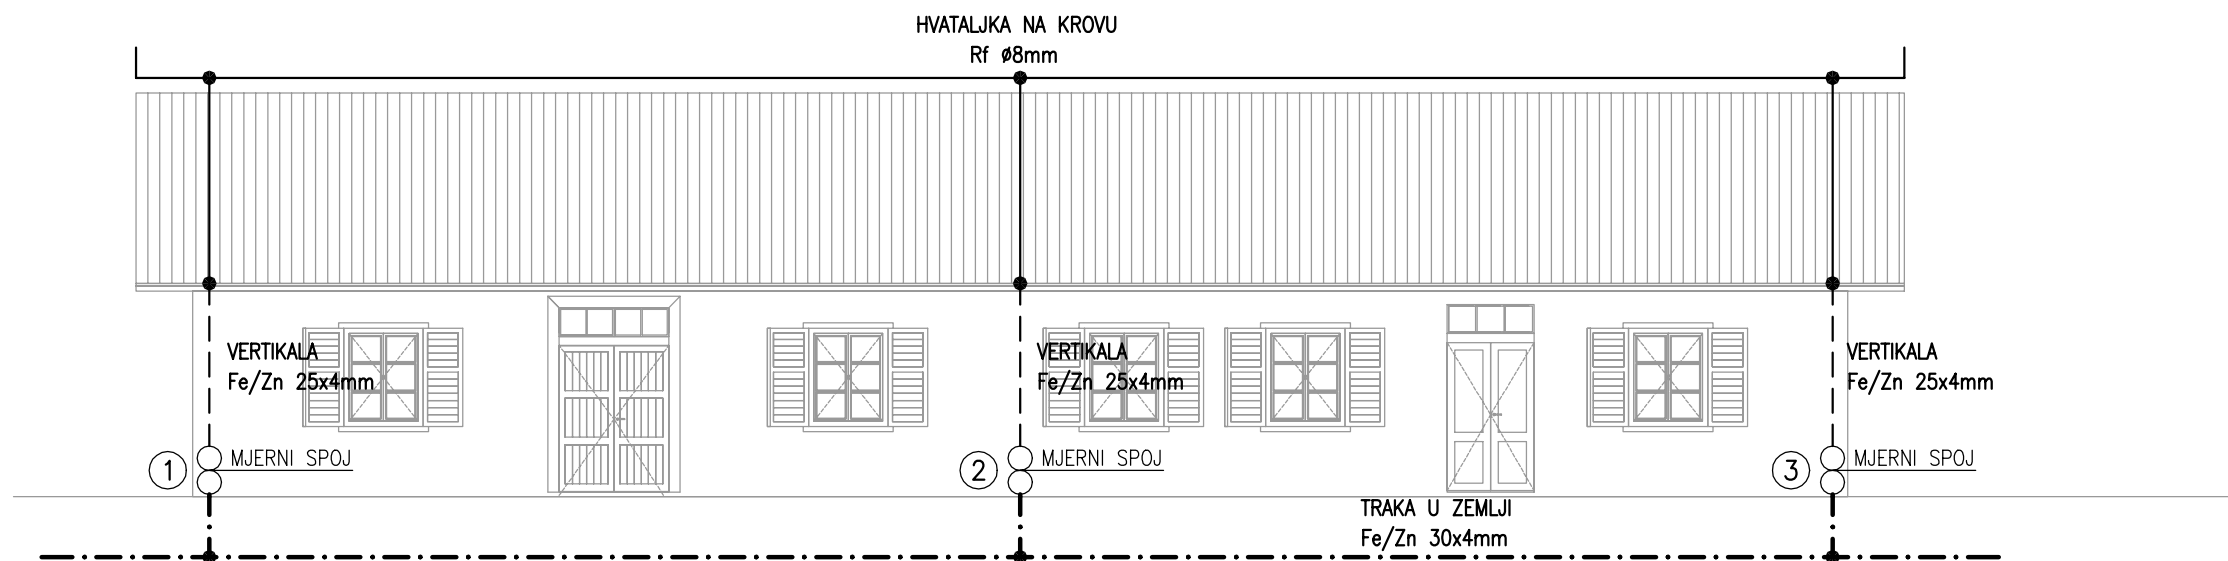 HVATALJKA NA KROVU
Rf ø8mm
VERTIKALA
Fe/Zn 25x4mm
VERTIKALA
Fe/Zn 25x4mm
VERTIKALA
Fe/Zn 25x4mm
1
MJERNI SPOJ
2
MJERNI SPOJ
3
MJERNI SPOJ
TRAKA U ZEMLJI
Fe/Zn 30x4mm